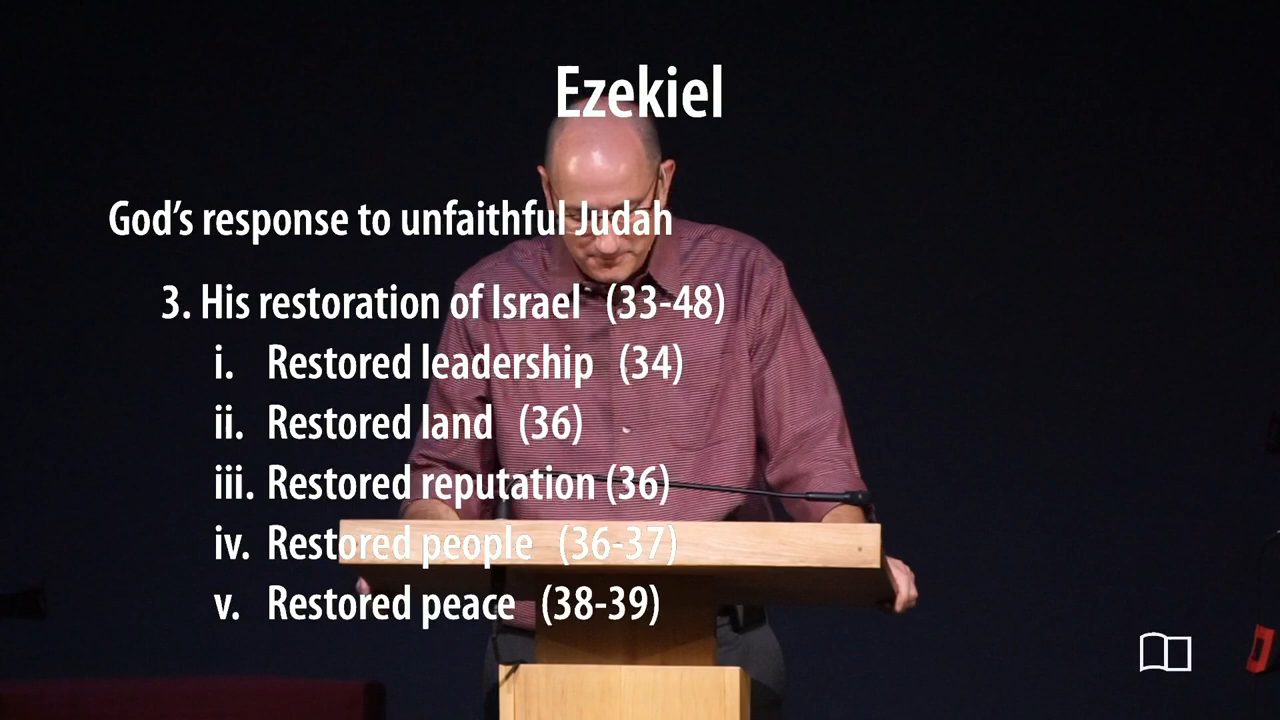 Ezekiel
God's response to unfaithful Judah
3. His restoration of Israel (33-48)
i. Restored leadership (34)
ii. Restored land (36)
iii. Restored reputation (36)
iv. Restored people (36-37)
v. Restored peace (38-39)